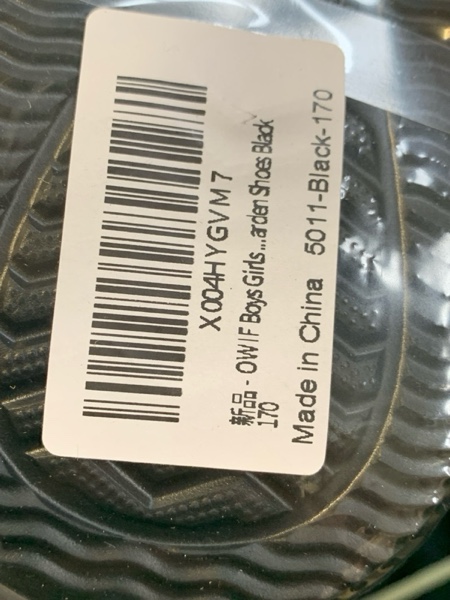 X004HYGVM7
新品 - OWIF Boys Girls...arden Shoes Black
170
Made in China 5011-Black-170